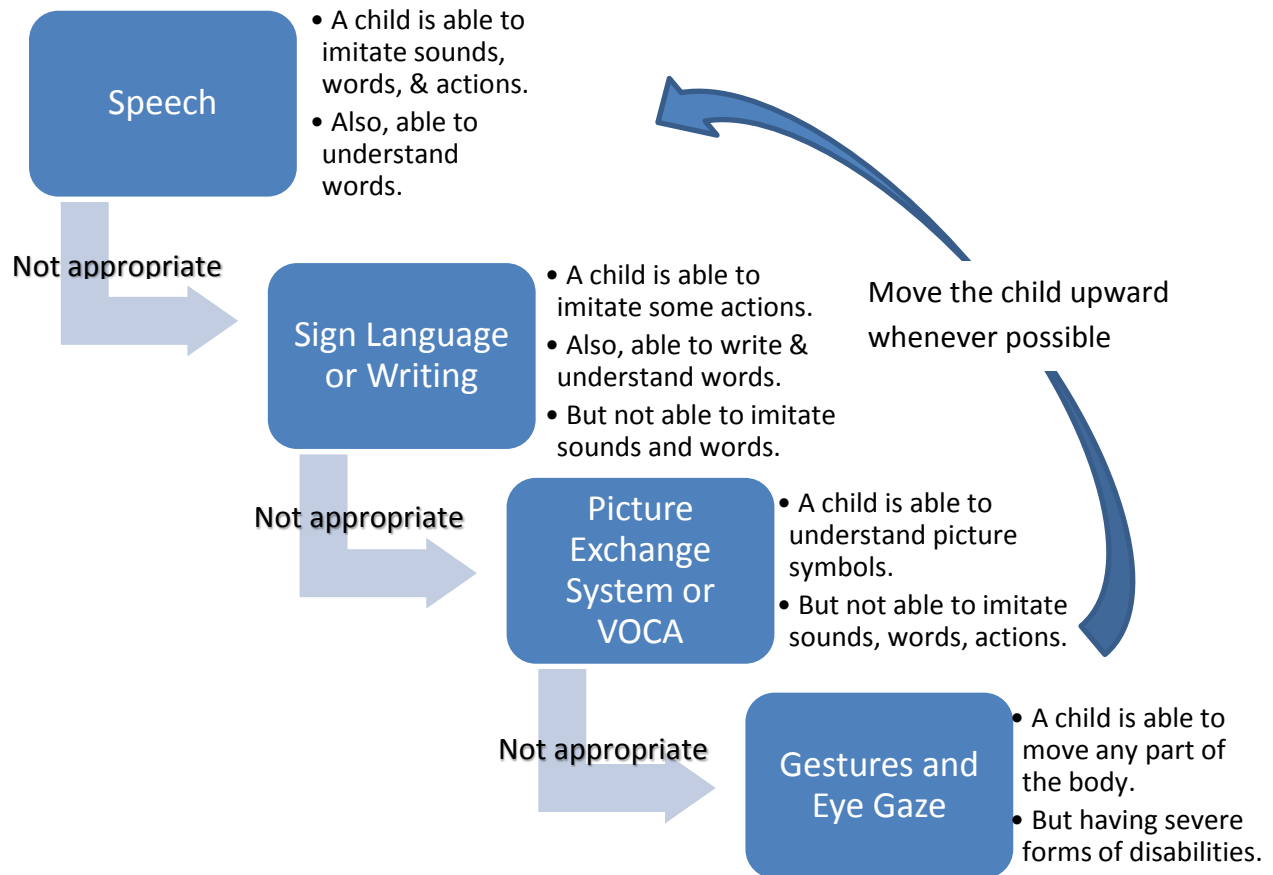 Speech
• A child is able to
imitate sounds,
words, & actions.
• Also, able to
understand
words.
Not appropriate
Sign Language
or Writing
• A child is able to
imitate some actions.
• Also, able to write &
understand words.
• But not able to imitate
sounds and words.
Move the child upward
whenever possible
Not appropriate
Picture
Exchange
System or
VOCA
• A child is able to
understand picture
symbols.
• But not able to imitate
sounds, words, actions.
Not appropriate
Gestures and
Eye Gaze
• A child is able to
move any part of
the body.
• But having severe
forms of disabilities.